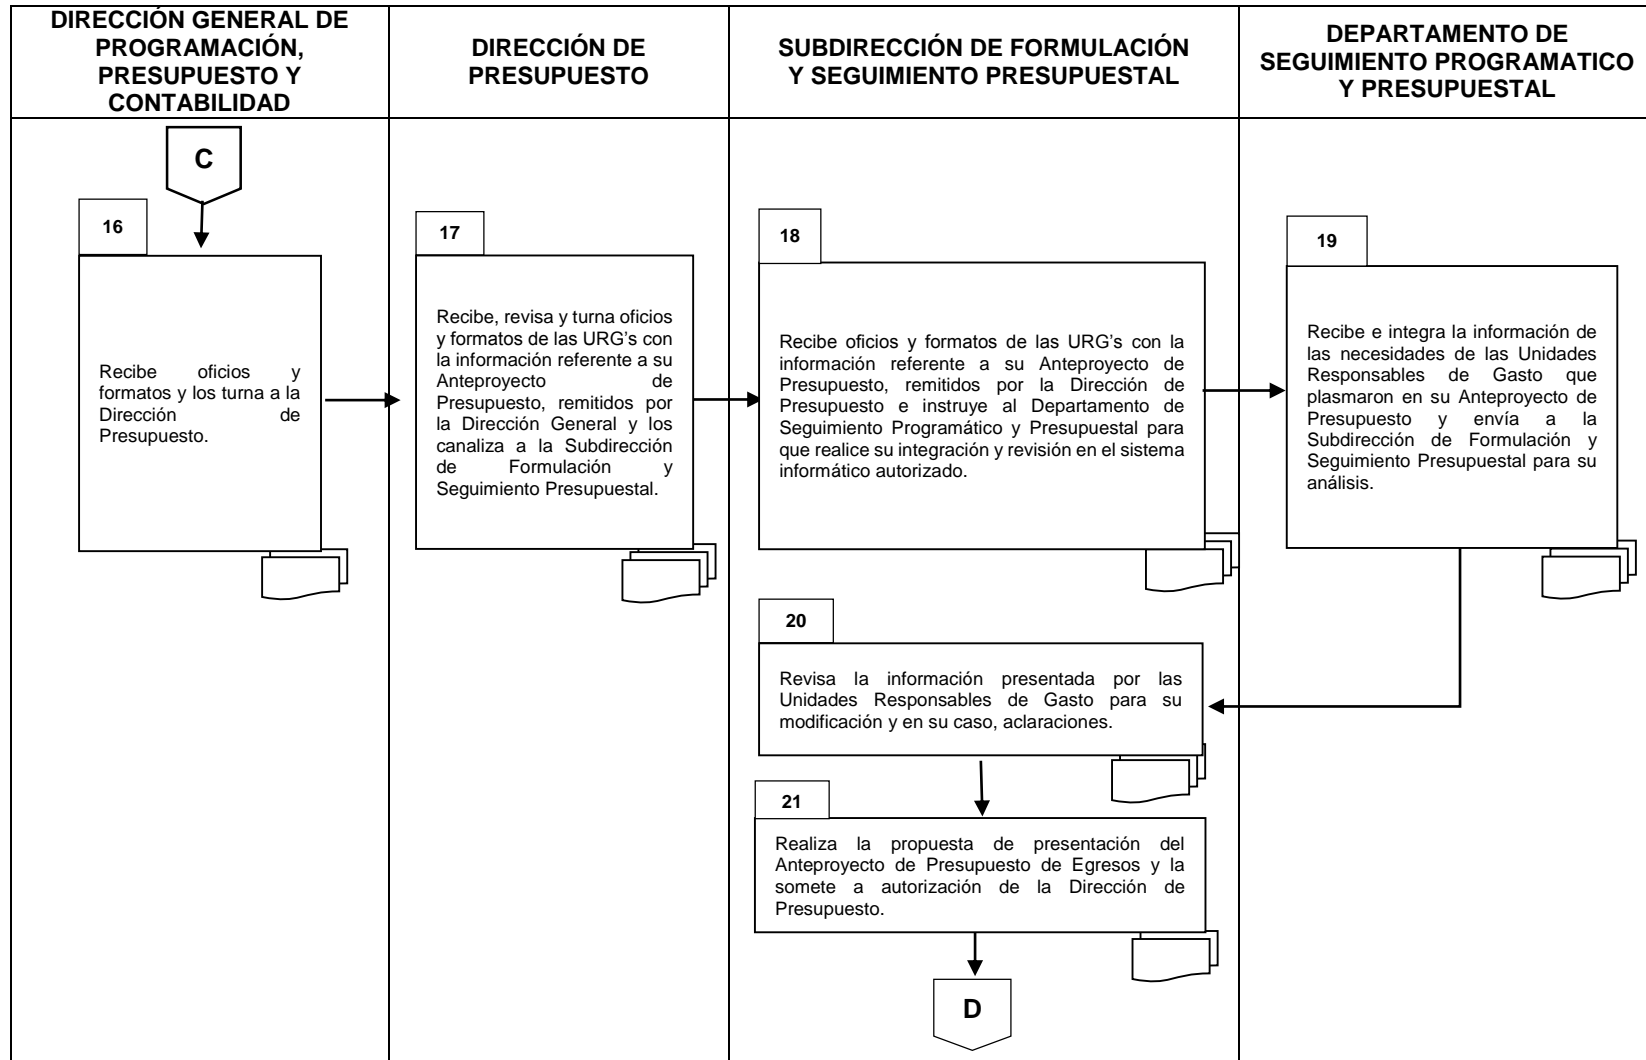 DIRECCIÓN GENERAL DE
PROGRAMACIÓN,
PRESUPUESTO Y
CONTABILIDAD
DIRECCIÓN DE
PRESUPUESTO
SUBDIRECCIÓN DE FORMULACIÓN
Y SEGUIMIENTO PRESUPUESTAL
DEPARTAMENTO DE
SEGUIMIENTO PROGRAMATICO
Y PRESUPUESTAL
C
16
Recibe oficios y
formatos y los turna a la
Dirección de
Presupuesto.
17
Recibe, revisa y turna oficios
y formatos de las URG's con
la información referente a su
Anteproyecto de
Presupuesto, remitidos por
la Dirección General y los
canaliza a la Subdirección
de Formulación y
Seguimiento Presupuestal.
18
Recibe oficios y formatos de las URG's con la
información referente a su Anteproyecto de
Presupuesto, remitidos por la Dirección de
Presupuesto e instruye al Departamento de
Seguimiento Programático y Presupuestal para
que realice su integración y revisión en el sistema
informático autorizado.
19
Recibe e integra la información de
las necesidades de las Unidades
Responsables de Gasto que
plasmaron en su Anteproyecto de
Presupuesto y envía a la
Subdirección de Formulación y
Seguimiento Presupuestal para su
análisis.
20
Revisa la información presentada por las
Unidades Responsables de Gasto para su
modificación y en su caso, aclaraciones.
21
Realiza la propuesta de presentación del
Anteproyecto de Presupuesto de Egresos y la
somete a autorización de la Dirección de
Presupuesto.
D